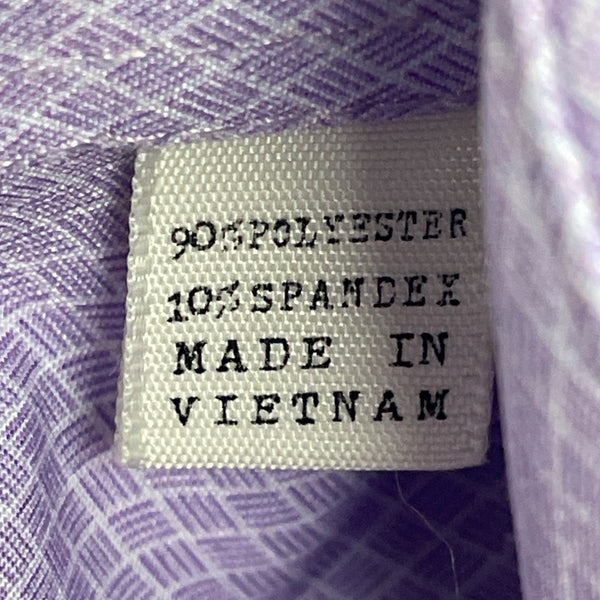 90%POLYESTER
10%SPANDEX
MADE IN
VIETNAM